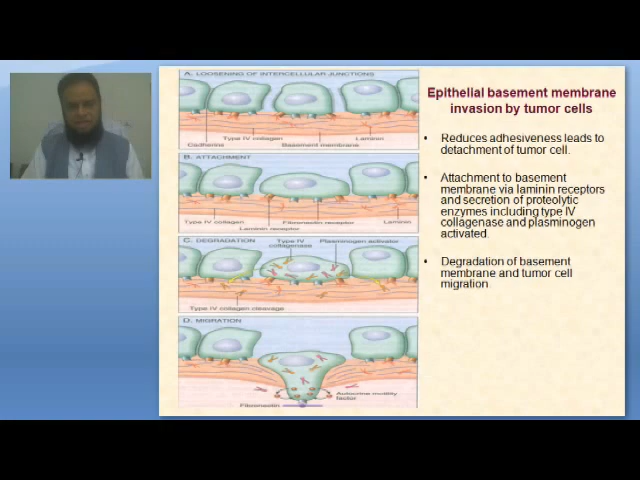 A. LOOSENING OF INTERCELLULAR JUNCTIONS
Type IV collagen
Laminin
Cadherins
Basement membrane
B. ATTACHMENT
Type IV collagen
Fibronectin receptor
Laminin
Laminin receptor
C. DEGRADATION
Type IV
collagenase
Plasminogen activator
Type IV collagen cleavage
D. MIGRATION
Autocrine motility
factor
Fibronectin
Epithelial basement membrane
invasion by tumor cells
• Reduces adhesiveness leads to
detachment of tumor cell.
• Attachment to basement
membrane via laminin receptors
and secretion of proteolytic
enzymes including type IV
collagenase and plasminogen
activated
• Degradation of basement
membrane and tumor cell
migration